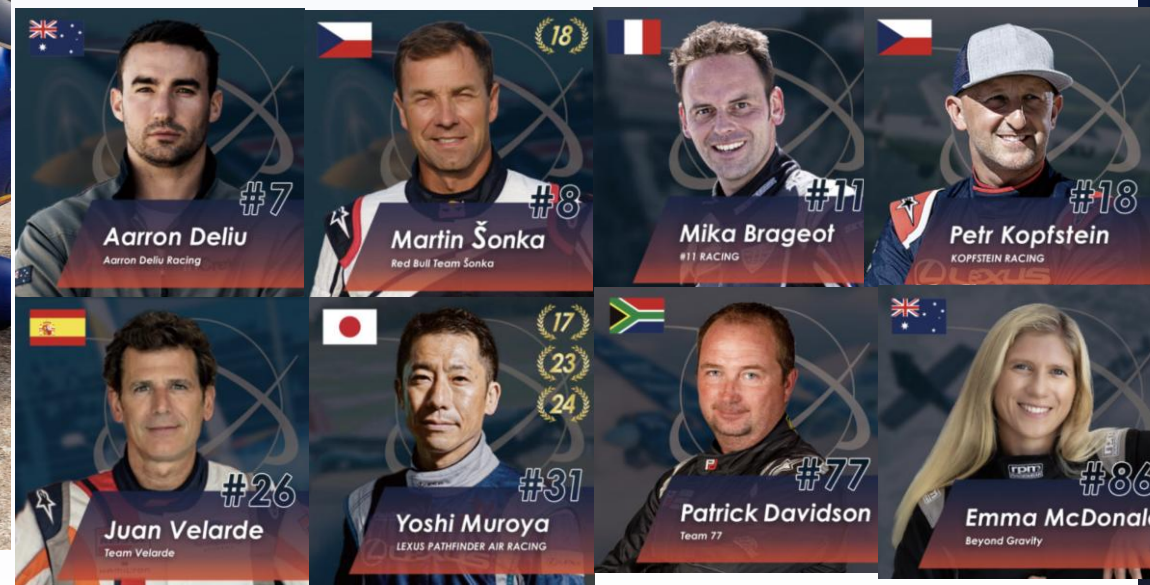 #7
Aarron Deliu
Aarron Deliu Racing
18
#8
Martin Šonka
Red Bull Team Šonka
#11
Mika Brageot
#11 RACING
#18
Petr Kopfstein
KOPFSTEIN RACING
LEXUS
#26
Juan Velarde
Team Velarde
17
23
24
#31
Yoshi Muroya
LEXUS PATHFINDER AIR RACING
#77
Patrick Davidson
Team 77
rpm
#86
Emma McDonal
Beyond Gravity